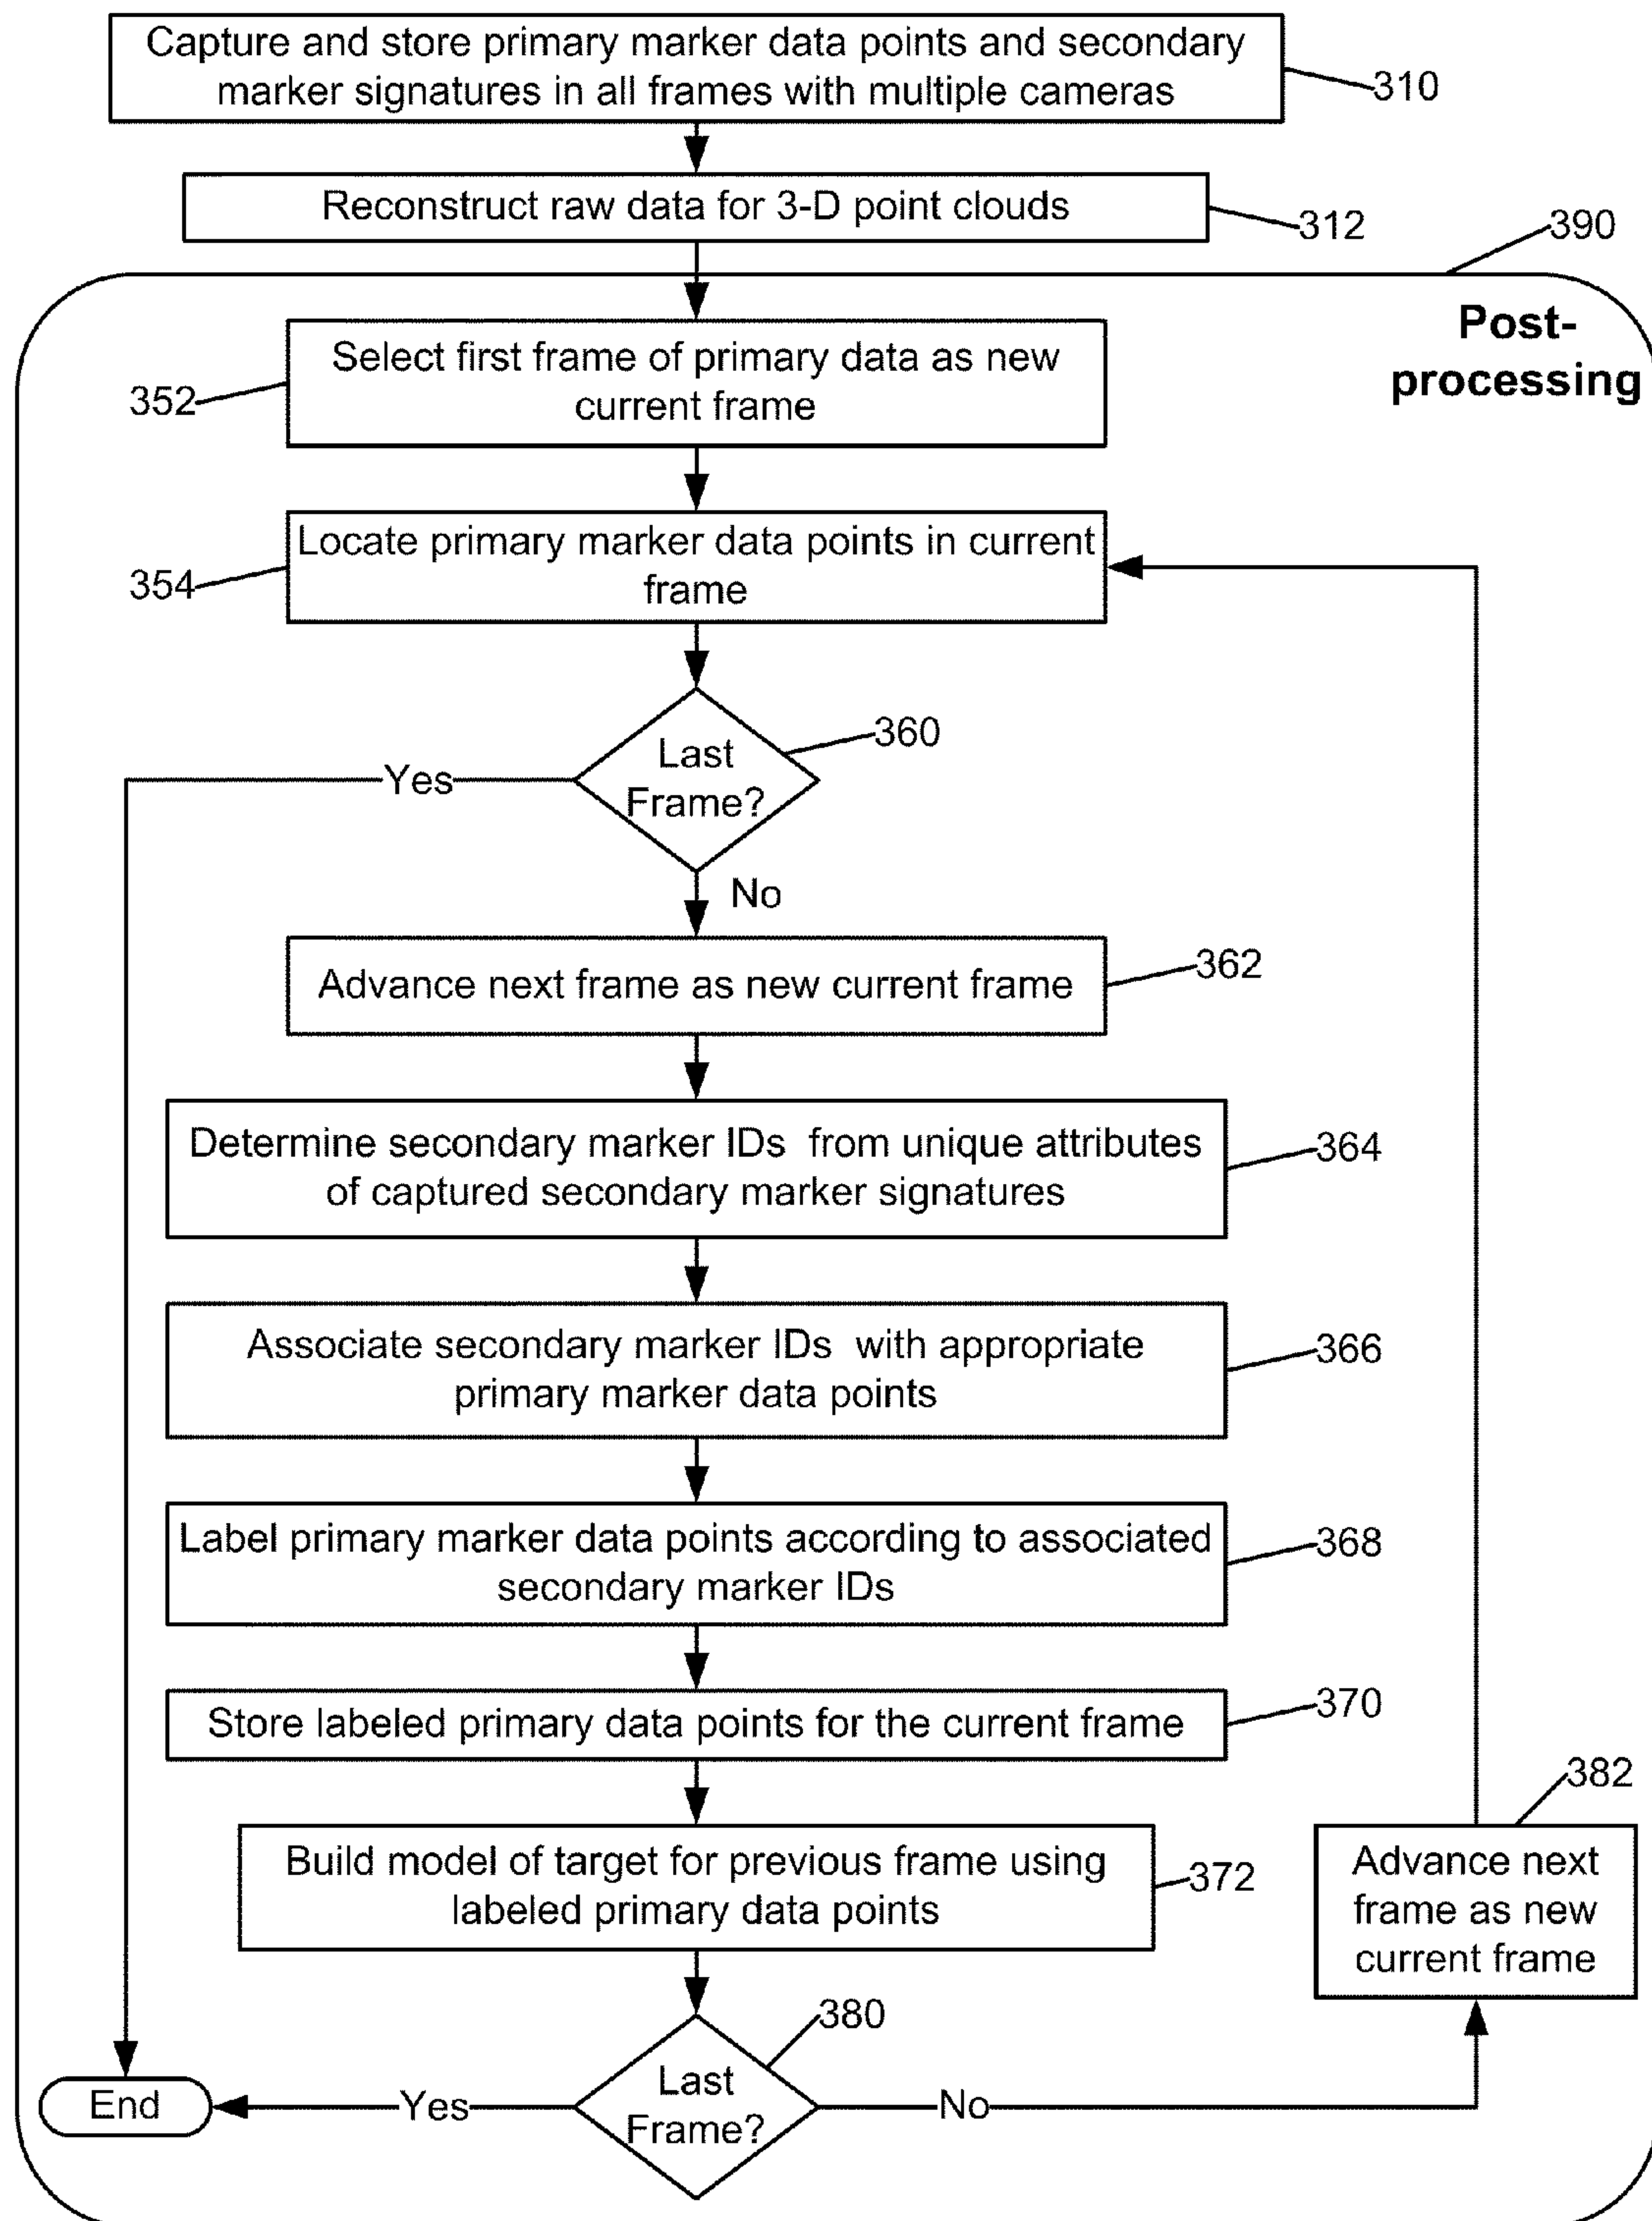 Capture and store primary marker data points and secondary
marker signatures in all frames with multiple cameras
310
Reconstruct raw data for 3-D point clouds
312
390
Post-
processing
Select first frame of primary data as new
current frame
352
Locate primary marker data points in current
frame
354
Last
Frame?
360
Yes
No
Advance next frame as new current frame
362
Determine secondary marker IDs from unique attributes
of captured secondary marker signatures
364
Associate secondary marker IDs with appropriate
primary marker data points
366
Label primary marker data points according to associated
secondary marker IDs
368
Store labeled primary data points for the current frame
370
Build model of target for previous frame using
labeled primary data points
372
382
Advance next
frame as new
current frame
Last
Frame?
380
Yes
No
End